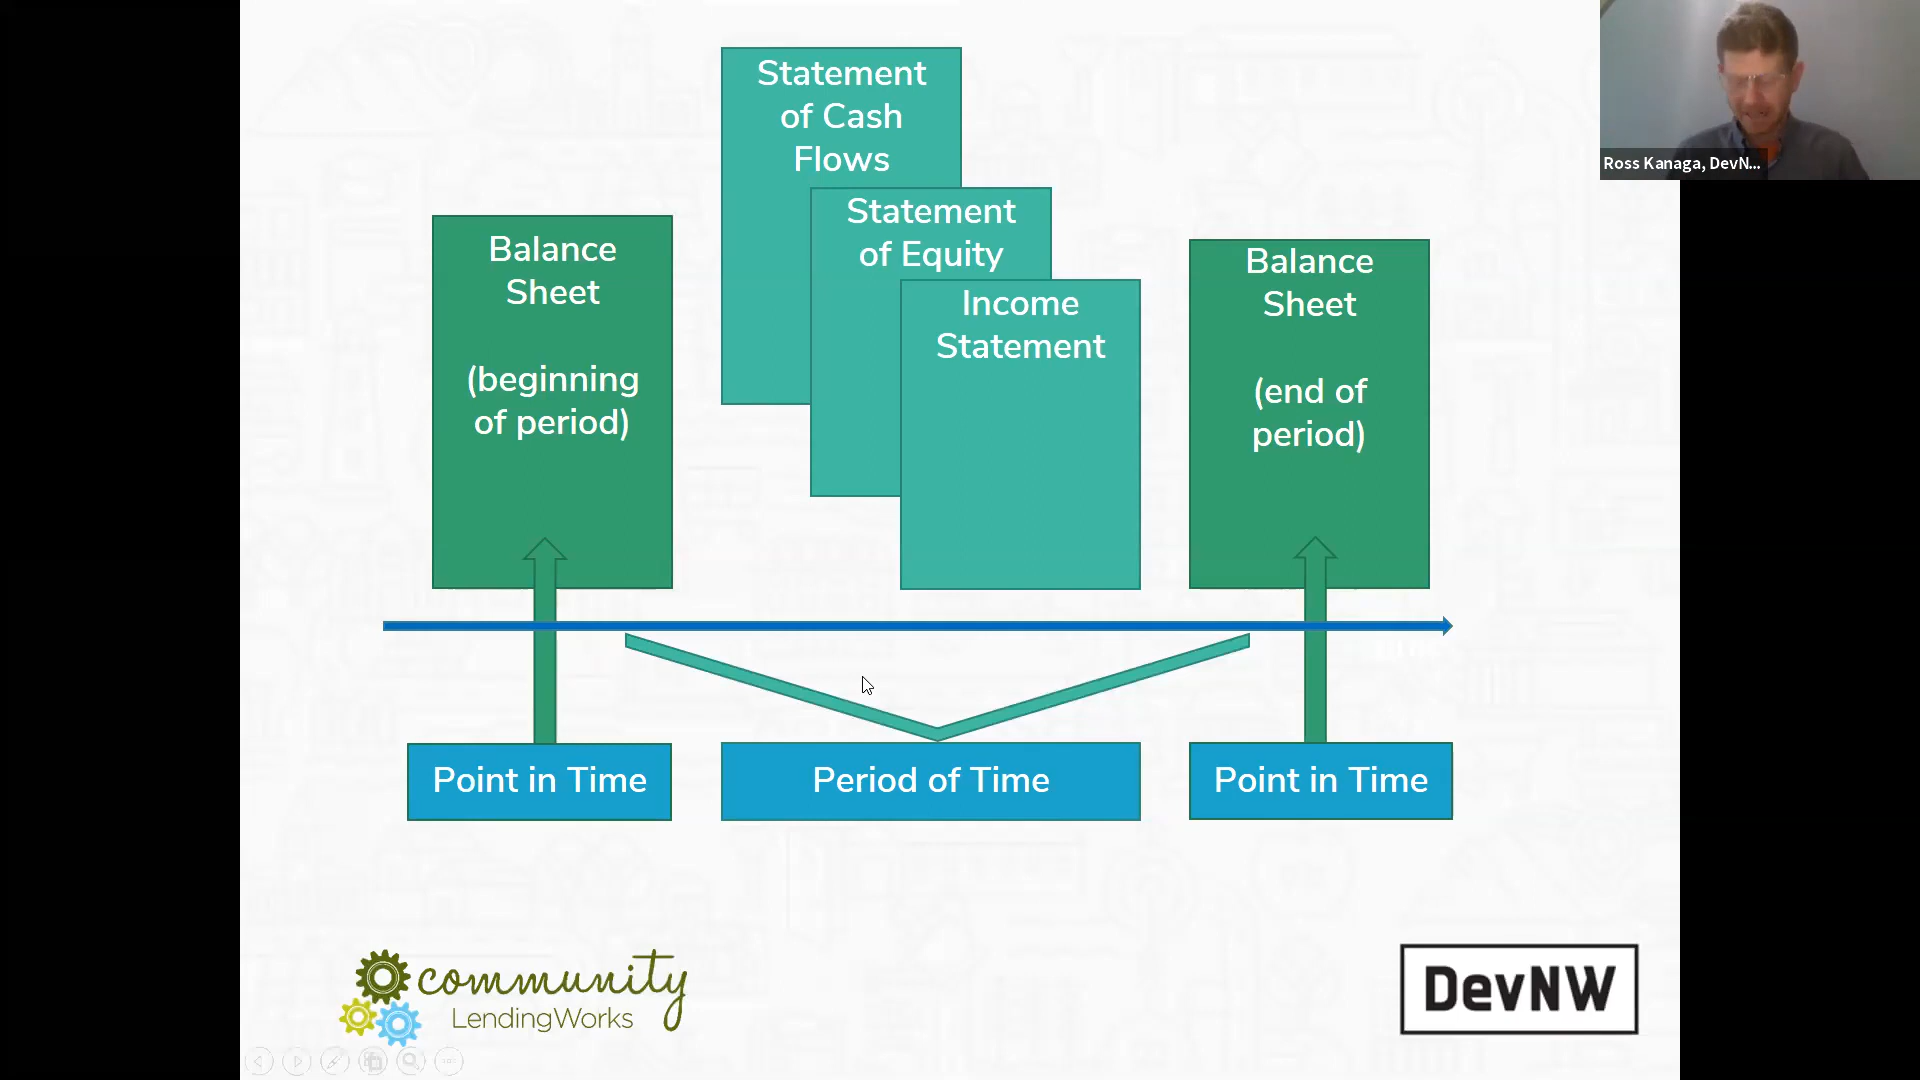 Statement
of Cash
Flows
Statement
of Equity
Income
Statement
Balance
Sheet
(beginning
of period)
Balance
Sheet
(end of
period)
Point in Time
Period of Time
Point in Time
community
LendingWorks
DevNW
Ross Kanaga, DevN...